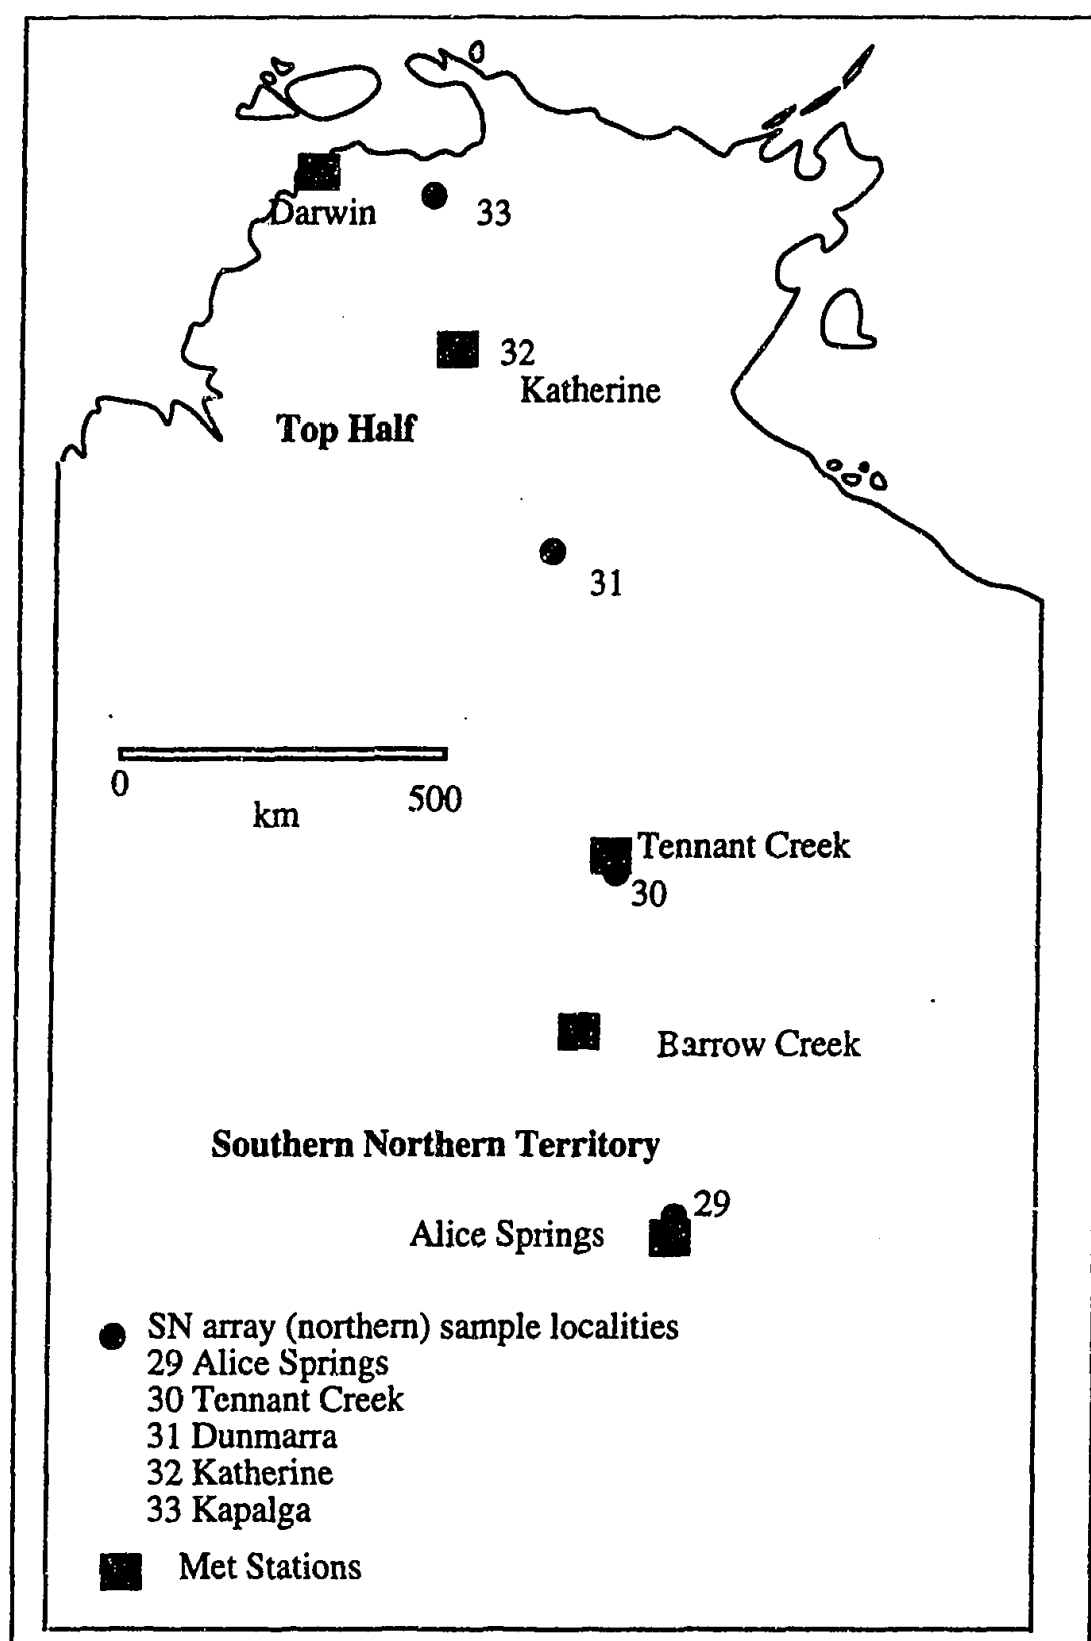 Darwin
33
32
Katherine
Top Half
31
0
500
km
Tennant Creek
30
Barrow Creek
Southern Northern Territory
29
Alice Springs
SN array (northern) sample localities
29 Alice Springs
30 Tennant Creek
31 Dunmarra
32 Katherine
33 Kapalga
Met Stations